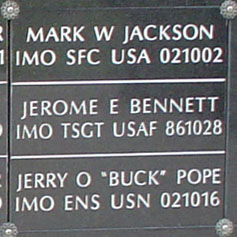 MARK W JACKSON
IMO SFC USA 021002
JEROME E BENNETT
IMO TSGT USAF 861028
JERRY O "BUCK" POPE
IMO ENS USN 021016